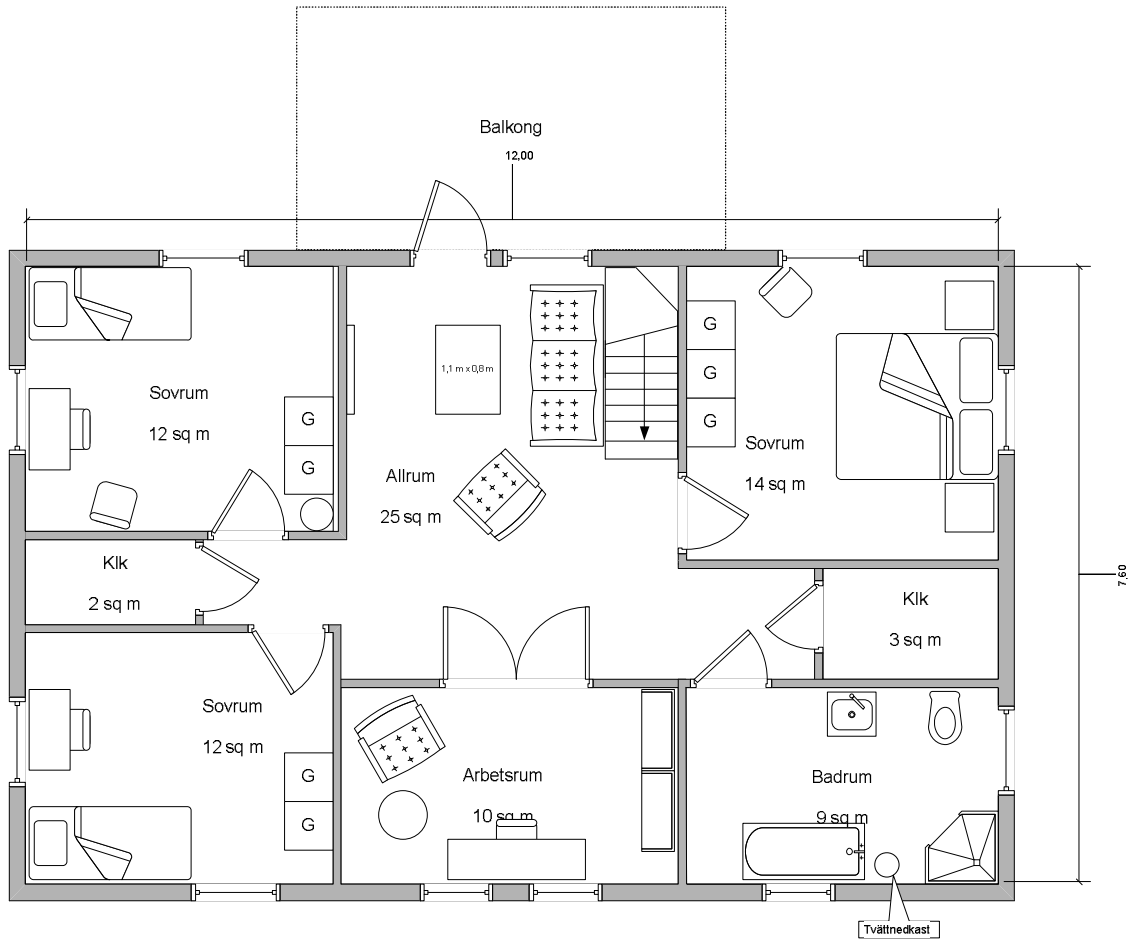 Balkong
12,00
1,1 m x 0,8 m
G
G
G
Sovrum
12 sq m
G
G
Sovrum
14 sq m
Allrum
25 sq m
Klk
2 sq m
7,60
Klk
3 sq m
Sovrum
12 sq m
G
G
Arbetsrum
10 sq m
Badrum
9 sq m
Tvättnedkast